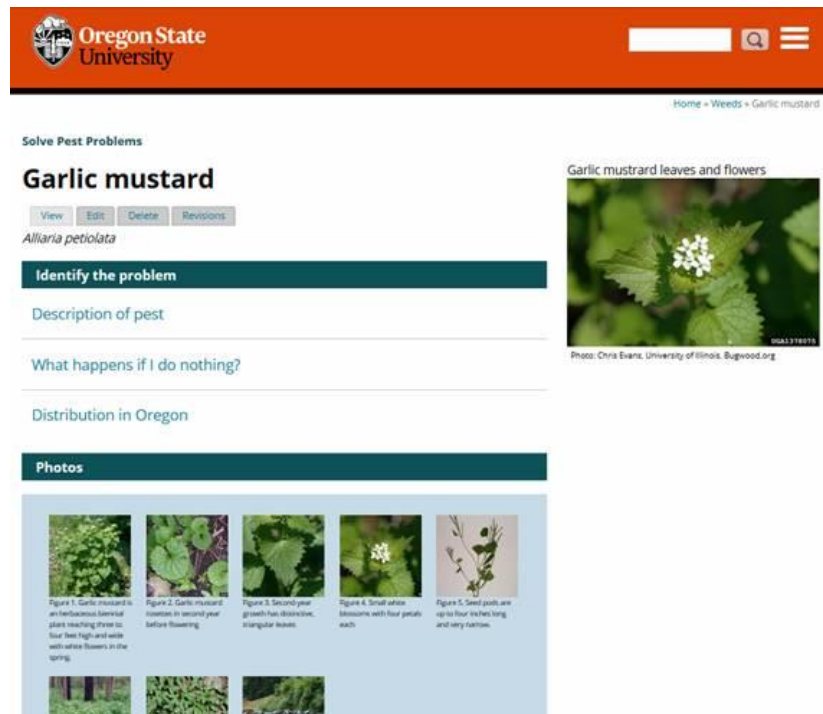 Oregon State
University
Home » Weeds » Garlic mustard
Solve Pest Problems
Garlic mustard
View Edit Delete Revisions
Alliaria petiolata
Garlic mustrard leaves and flowers
UGA1378075
Photo: Chris Evans, University of Illinois, Bugwood.org
Identify the problem
Description of pest
What happens if I do nothing?
Distribution in Oregon
Photos
Figure 1. Garlic mustard is
an herbaceous biennial
plant reaching three to
four feet high and wide
with white flowers in the
spring.
Figure 2. Garlic mustard
rosettes in second year
before flowering.
Figure 3. Second-year
growth has distinctive,
triangular leaves.
Figure 4. Small white
blossoms with four petals
each
Figure 5. Seed pods are
up to four inches long
and very narrow.